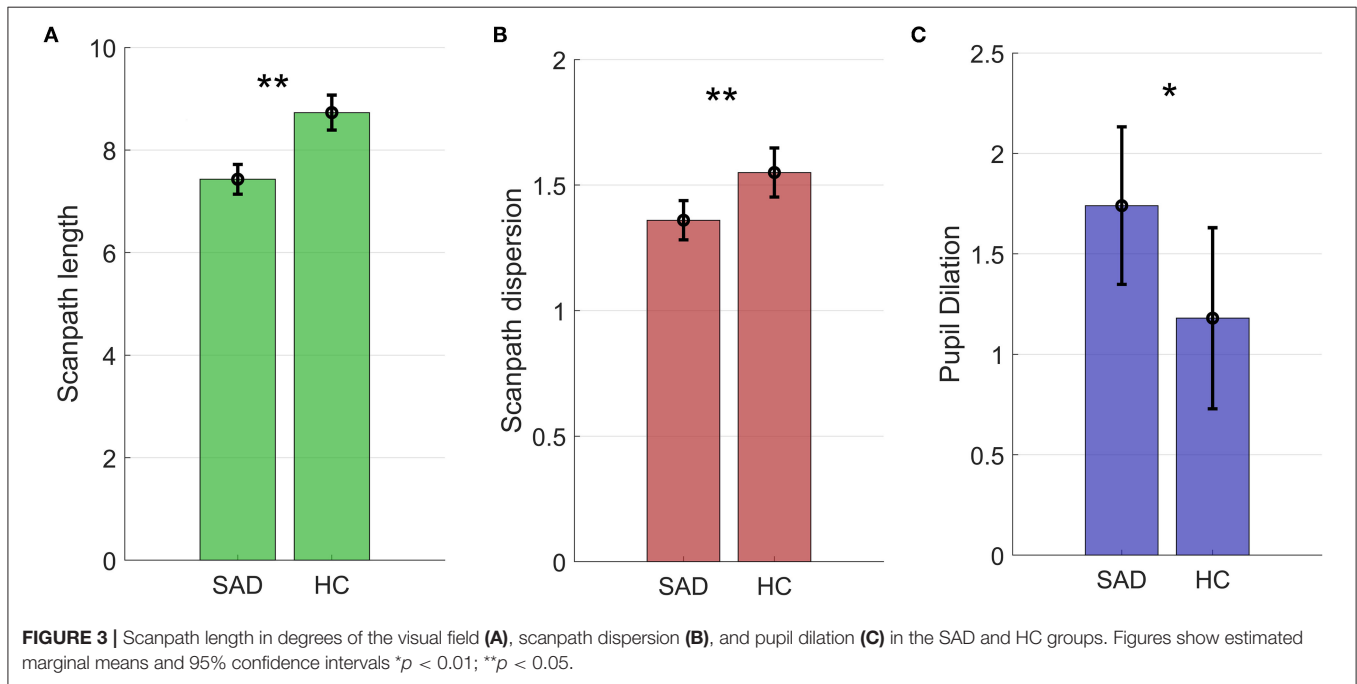 A
10
8
6
4
2
0
Scanpath length
**
SAD HC
B
2
1.5
1
0.5
0
Scanpath dispersion
**
SAD HC
C
2.5
2
1.5
1
0.5
0
Pupil Dilation
*
SAD HC
FIGURE 3 | Scanpath length in degrees of the visual field (A), scanpath dispersion (B), and pupil dilation (C) in the SAD and HC groups. Figures show estimated
marginal means and 95% confidence intervals *p < 0.01; **p < 0.05.